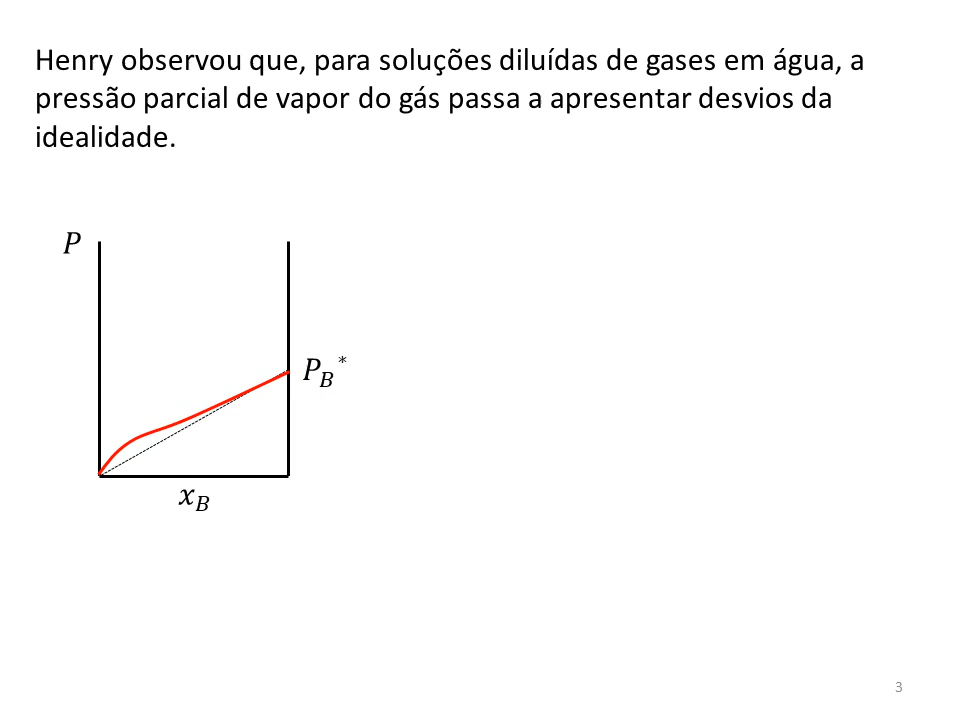 Henry observou que, para soluções diluídas de gases em água, a
pressão parcial de vapor do gás passa a apresentar desvios da
idealidade.
P
P_B*
x_B
3